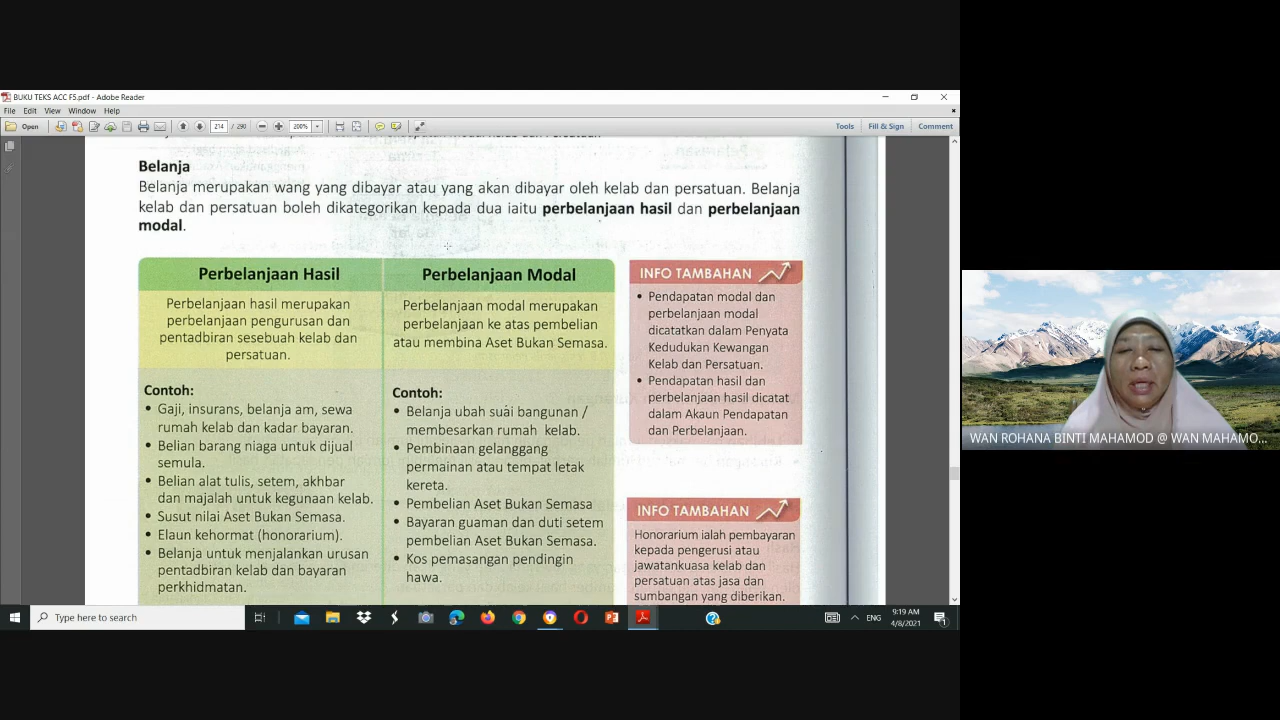 BUKU TEKS ACC F5.pdf - Adobe Reader
File Edit View Window Help
Open 214 / 290 200% Tools Fill & Sign Comment
Belanja
Belanja merupakan wang yang dibayar atau yang akan dibayar oleh kelab dan persatuan. Belanja
kelab dan persatuan boleh dikategorikan kepada dua iaitu perbelanjaan hasil dan perbelanjaan
modal.
Perbelanjaan Hasil
Perbelanjaan hasil merupakan
perbelanjaan pengurusan dan
pentadbiran sesebuah kelab dan
persatuan.
Contoh:
• Gaji, insurans, belanja am, sewa
rumah kelab dan kadar bayaran.
• Belian barang niaga untuk dijual
semula.
• Belian alat tulis, setem, akhbar
dan majalah untuk kegunaan kelab.
• Susut nilai Aset Bukan Semasa.
• Elaun kehormat (honorarium).
• Belanja untuk menjalankan urusan
pentadbiran kelab dan bayaran
perkhidmatan.
Perbelanjaan Modal
Perbelanjaan modal merupakan
perbelanjaan ke atas pembelian
atau membina Aset Bukan Semasa.
Contoh:
• Belanja ubah suai bangunan /
membesarkan rumah kelab.
• Pembinaan gelanggang
permainan atau tempat letak
kereta.
• Pembelian Aset Bukan Semasa
• Bayaran guaman dan duti setem
pembelian Aset Bukan Semasa.
• Kos pemasangan pendingin
hawa.
INFO TAMBAHAN
• Pendapatan modal dan
perbelanjaan modal
dicatatkan dalam Penyata
Kedudukan Kewangan
Kelab dan Persatuan.
• Pendapatan hasil dan
perbelanjaan hasil dicatat
dalam Akaun Pendapatan
dan Perbelanjaan.
INFO TAMBAHAN
Honorarium ialah pembayaran
kepada pengerusi atau
jawatankuasa kelab dan
persatuan atas jasa dan
sumbangan yang diberikan.
WAN ROHANA BINTI MAHAMOD @ WAN MAHAMO...
Type here to search
ENG
9:19 AM
4/8/2021